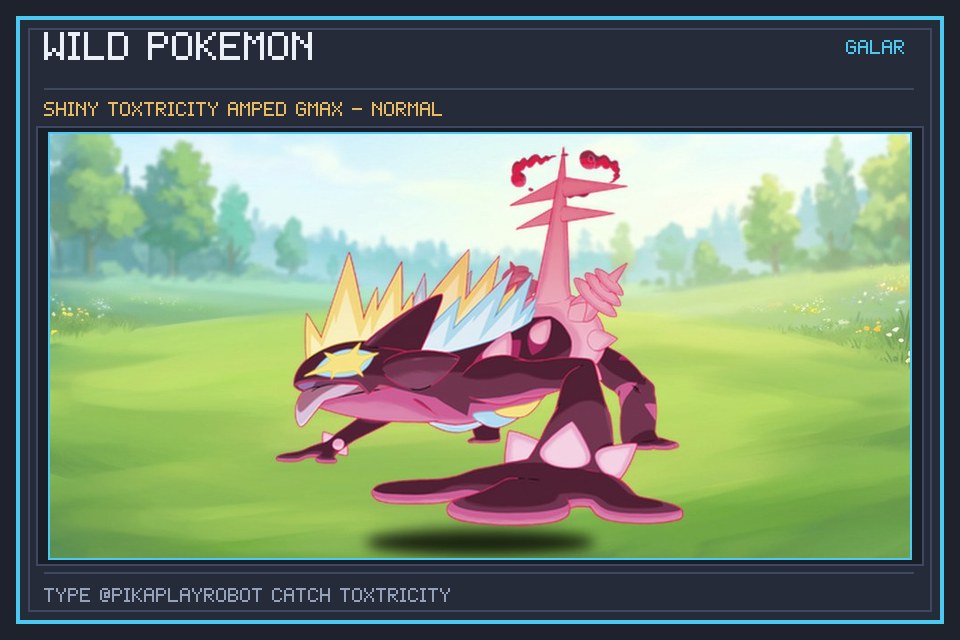 WILD POKEMON
GALAR
SHINY TOXTRICITY AMPED GMAX - NORMAL
TYPE @PIKAPLAYROBOT CATCH TOXTRICITY